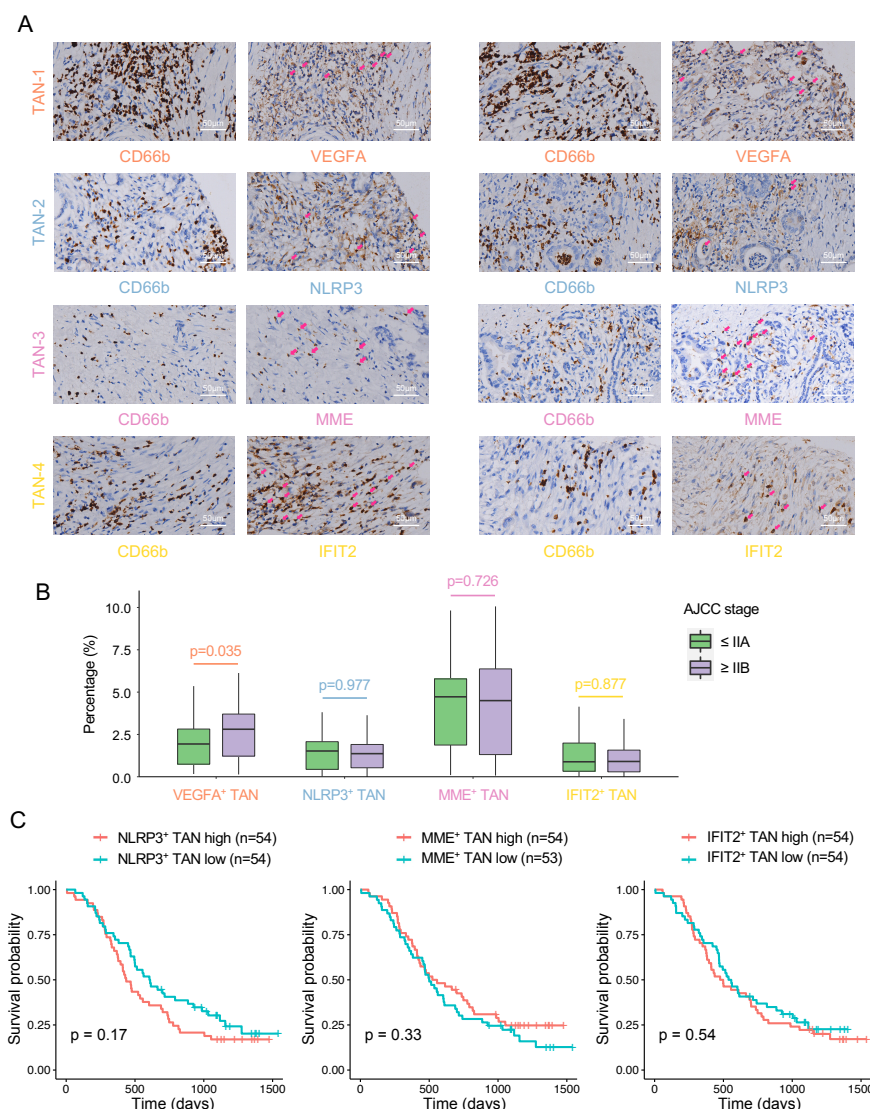 A
TAN-1
50μm
50μm
50μm
50μm
CD66b VEGFA CD66b VEGFA
TAN-2
50μm
50μm
50μm
50μm
CD66b NLRP3 CD66b NLRP3
TAN-3
50μm
50μm
50μm
50μm
CD66b MME CD66b MME
TAN-4
50μm
50μm
50μm
50μm
CD66b IFIT2 CD66b IFIT2
B
Percentage (%)
10.0
7.5
5.0
2.5
0.0
p=0.035
p=0.977
p=0.726
p=0.877
VEGFA⁺ TAN NLRP3⁺ TAN MME⁺ TAN IFIT2⁺ TAN
AJCC stage
≤ IIA
≥ IIB
C
NLRP3⁺ TAN high (n=54)
NLRP3⁺ TAN low (n=54)
Survival probability
1.00
0.75
0.50
0.25
0.00
p = 0.17
0 500 1000 1500
Time (days)
MME⁺ TAN high (n=54)
MME⁺ TAN low (n=53)
Survival probability
1.00
0.75
0.50
0.25
0.00
p = 0.33
0 500 1000 1500
Time (days)
IFIT2⁺ TAN high (n=54)
IFIT2⁺ TAN low (n=54)
Survival probability
1.00
0.75
0.50
0.25
0.00
p = 0.54
0 500 1000 1500
Time (days)